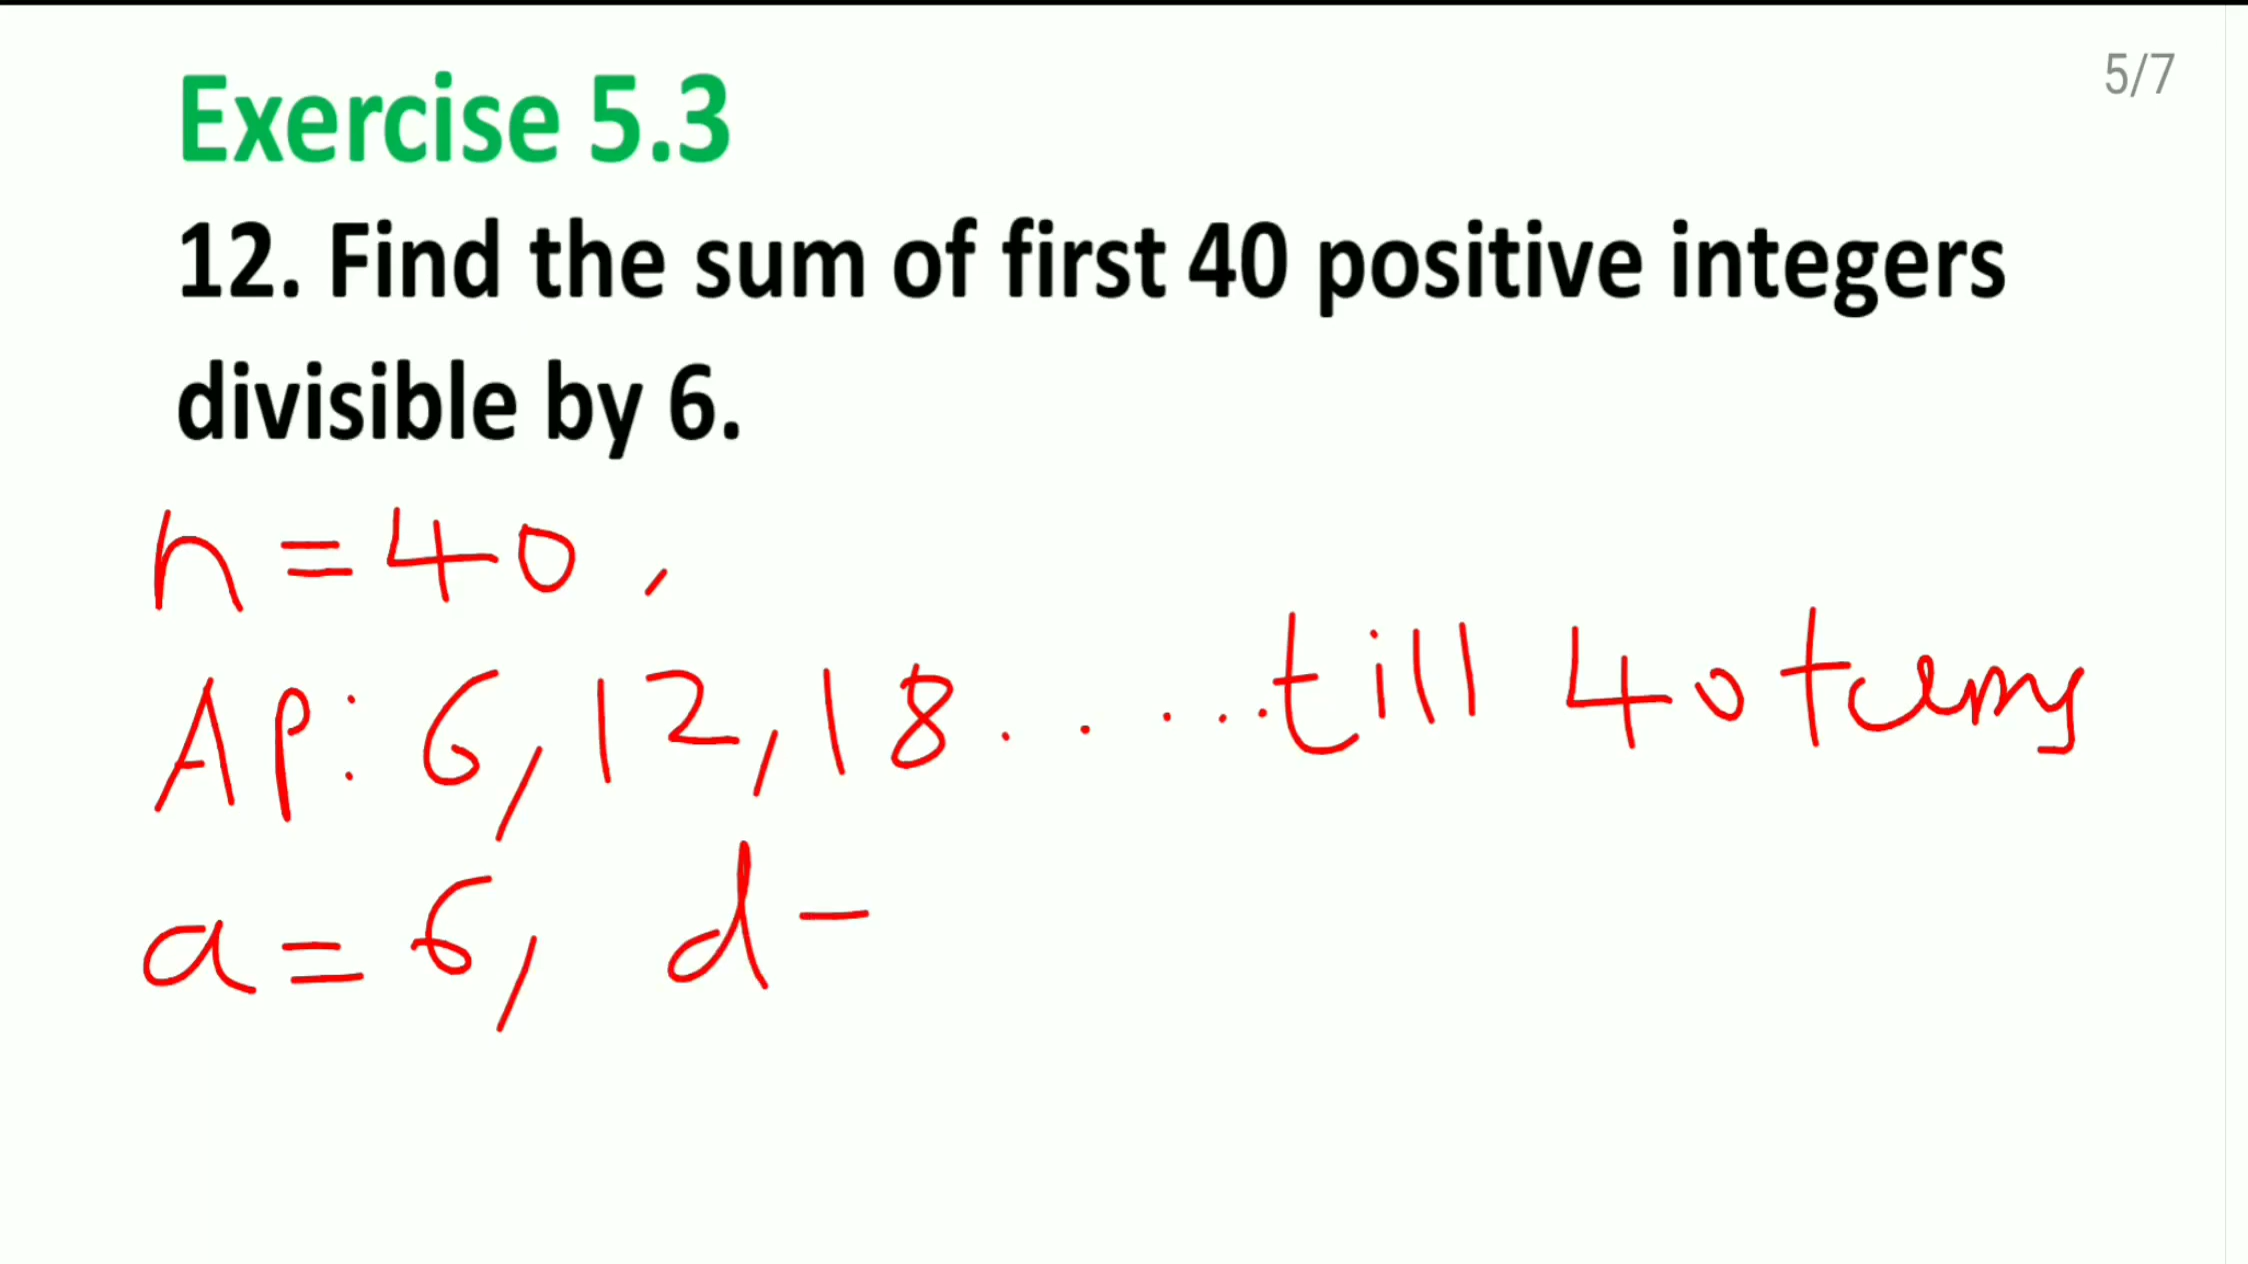 5/7
Exercise 5.3
12. Find the sum of first 40 positive integers
divisible by 6.
n = 40,
AP: 6, 12, 18. . . . . till 40 terms
a = 6, d −